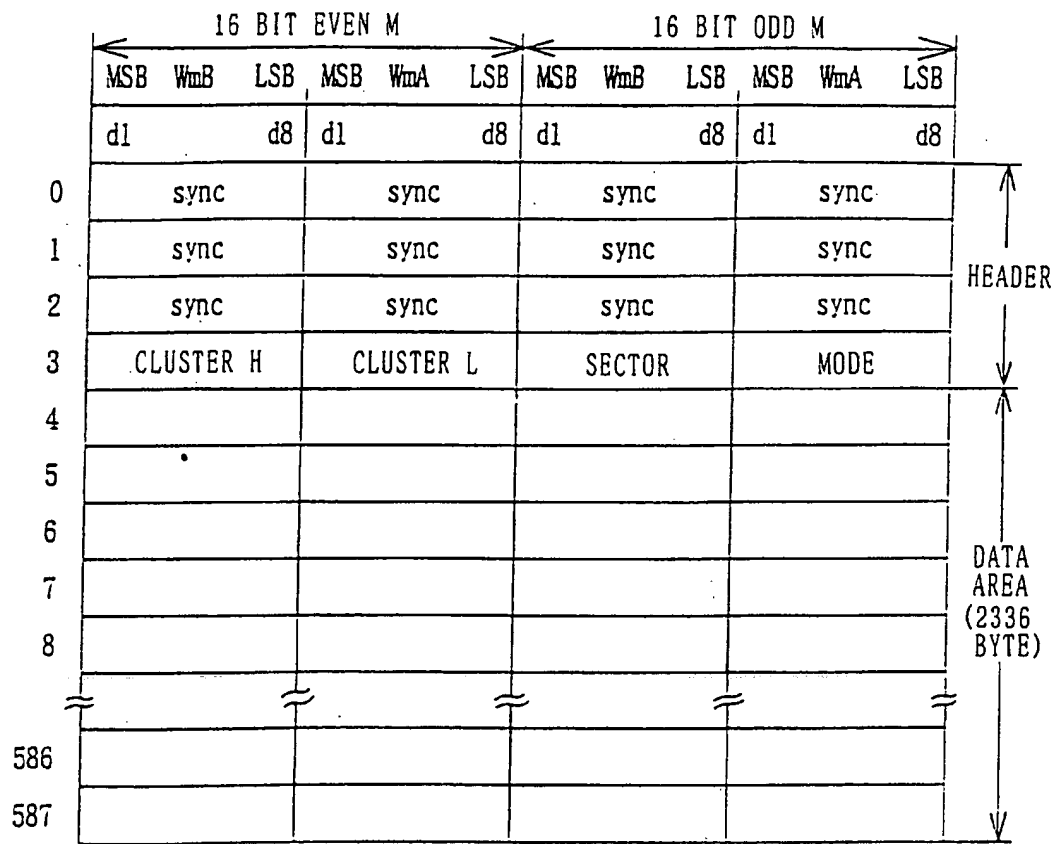 16 BIT EVEN M 16 BIT ODD M
MSB WmB LSB MSB WmA LSB MSB WmB LSB MSB WmA LSB
d1 d8 d1 d8 d1 d8 d1 d8
0 sync sync sync sync
1 sync sync sync sync
2 sync sync sync sync
HEADER
3 CLUSTER H CLUSTER L SECTOR MODE
4
5
6
7
8
DATA
AREA
(2336
BYTE)
586
587